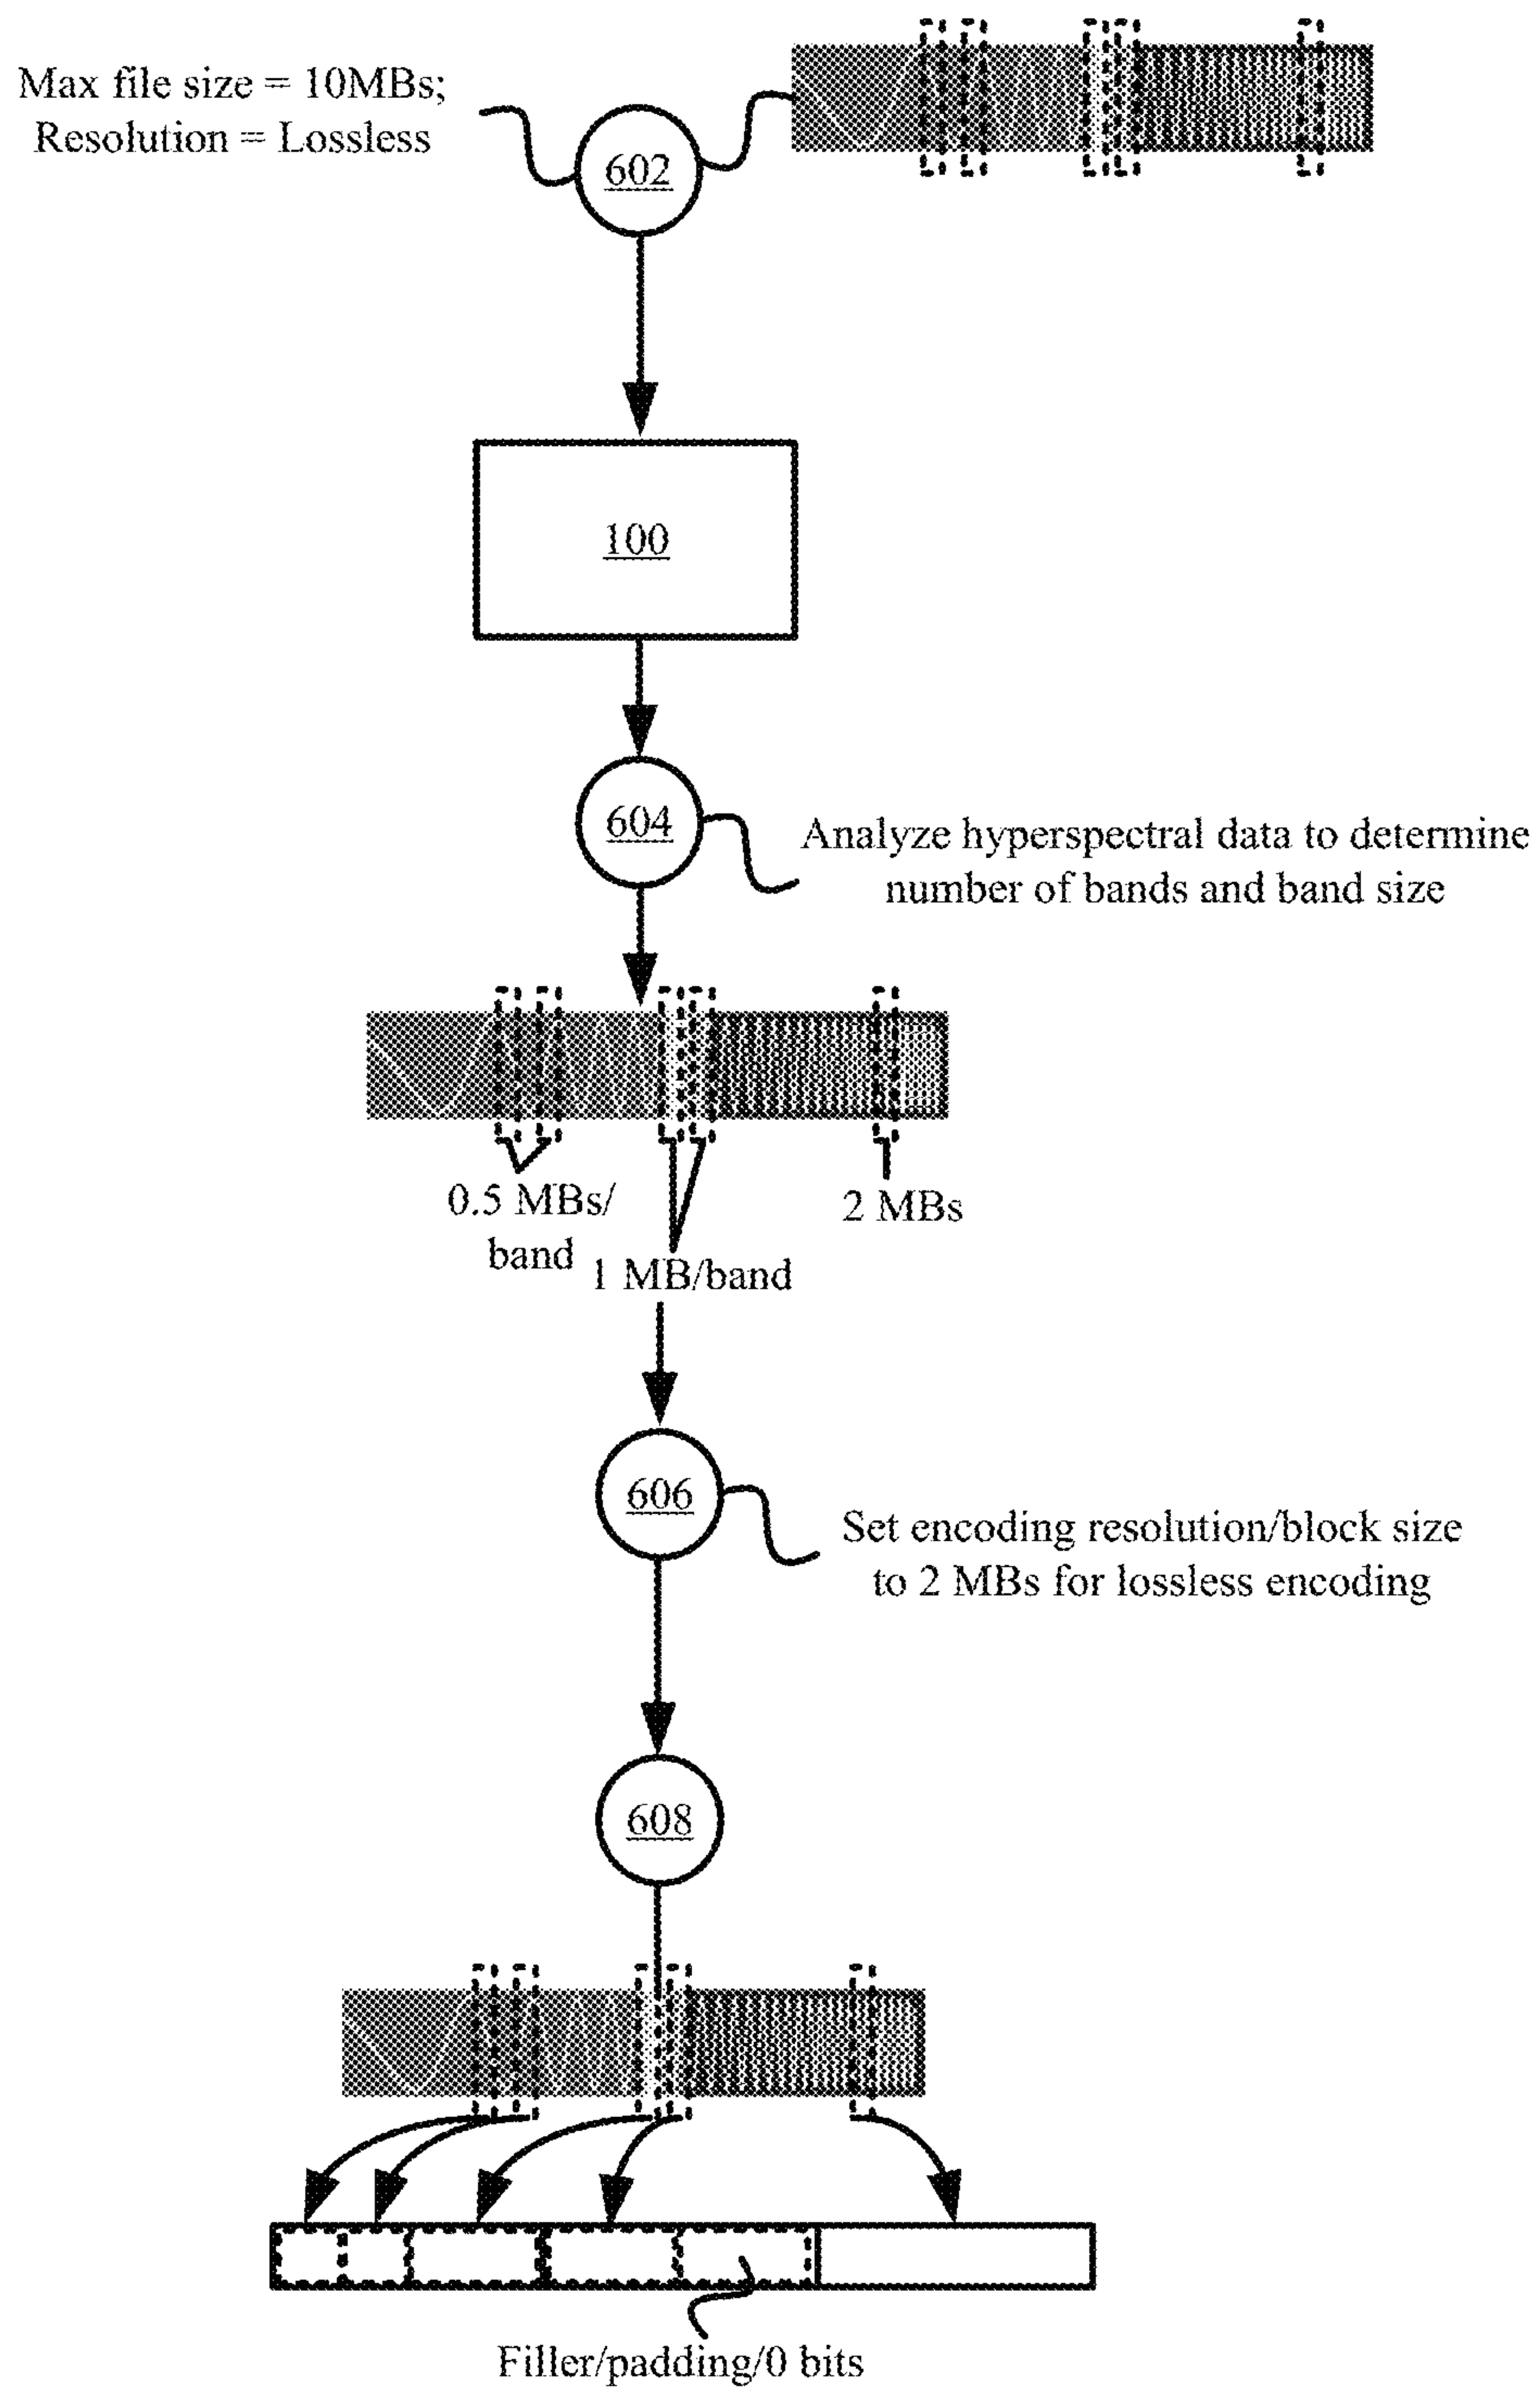 Max file size = 10MBs;
Resolution = Lossless
602
100
604
Analyze hyperspectral data to determine
number of bands and band size
0.5 MBs/
band
1 MB/band
2 MBs
606
Set encoding resolution/block size
to 2 MBs for lossless encoding
608
Filler/padding/0 bits